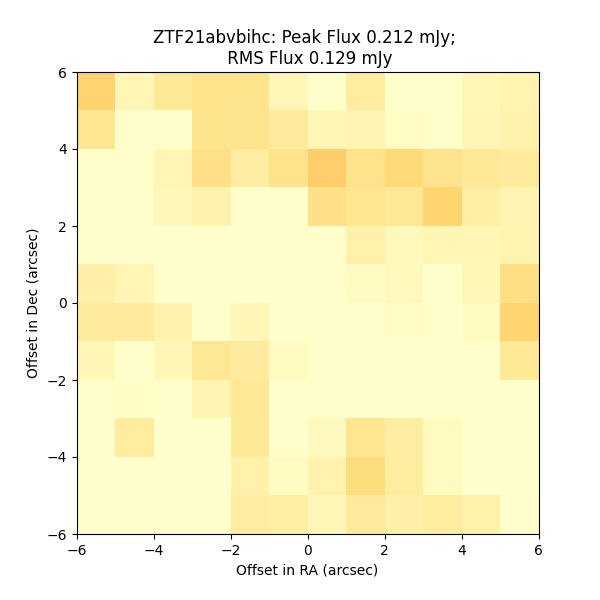 ZTF21abvbihc: Peak Flux 0.212 mJy;
RMS Flux 0.129 mJy
6
4
2
0
−2
−4
−6
Offset in Dec (arcsec)
−6 −4 −2 0 2 4 6
Offset in RA (arcsec)